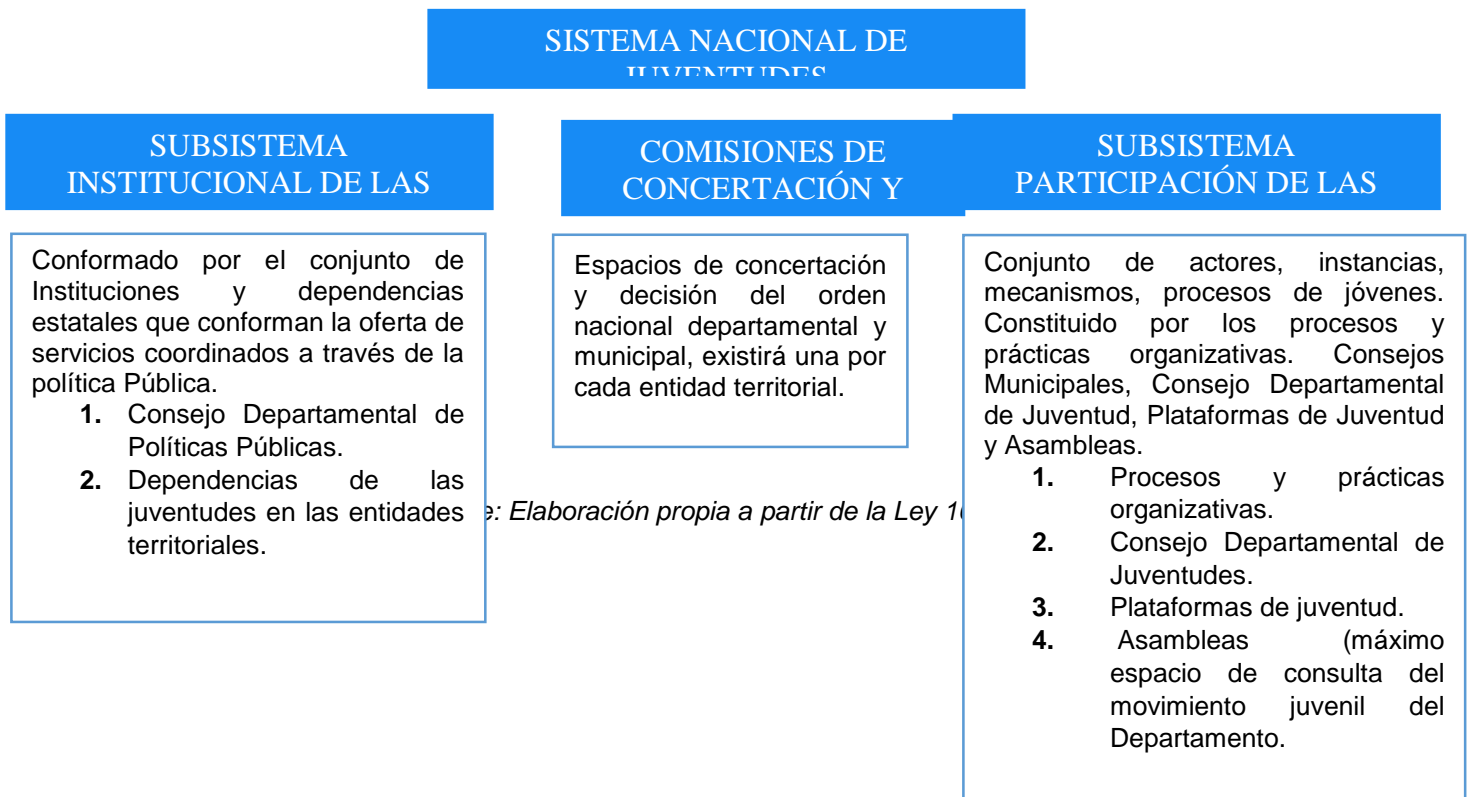 SISTEMA NACIONAL DE
JUVENTUDES
SUBSISTEMA
INSTITUCIONAL DE LAS
COMISIONES DE
CONCERTACIÓN Y
SUBSISTEMA
PARTICIPACIÓN DE LAS
Conformado por el conjunto de
Instituciones y dependencias
estatales que conforman la oferta de
servicios coordinados a través de la
política Pública.
1. Consejo Departamental de
Políticas Públicas.
2. Dependencias de las
juventudes en las entidades
territoriales.
Espacios de concertación
y decisión del orden
nacional departamental y
municipal, existirá una por
cada entidad territorial.
Conjunto de actores, instancias,
mecanismos, procesos de jóvenes.
Constituido por los procesos y
prácticas organizativas. Consejos
Municipales, Consejo Departamental
de Juventud, Plataformas de Juventud
y Asambleas.
1. Procesos y prácticas
organizativas.
2. Consejo Departamental de
Juventudes.
3. Plataformas de juventud.
4. Asambleas (máximo
espacio de consulta del
movimiento juvenil del
Departamento.
: Elaboración propia a partir de la Ley